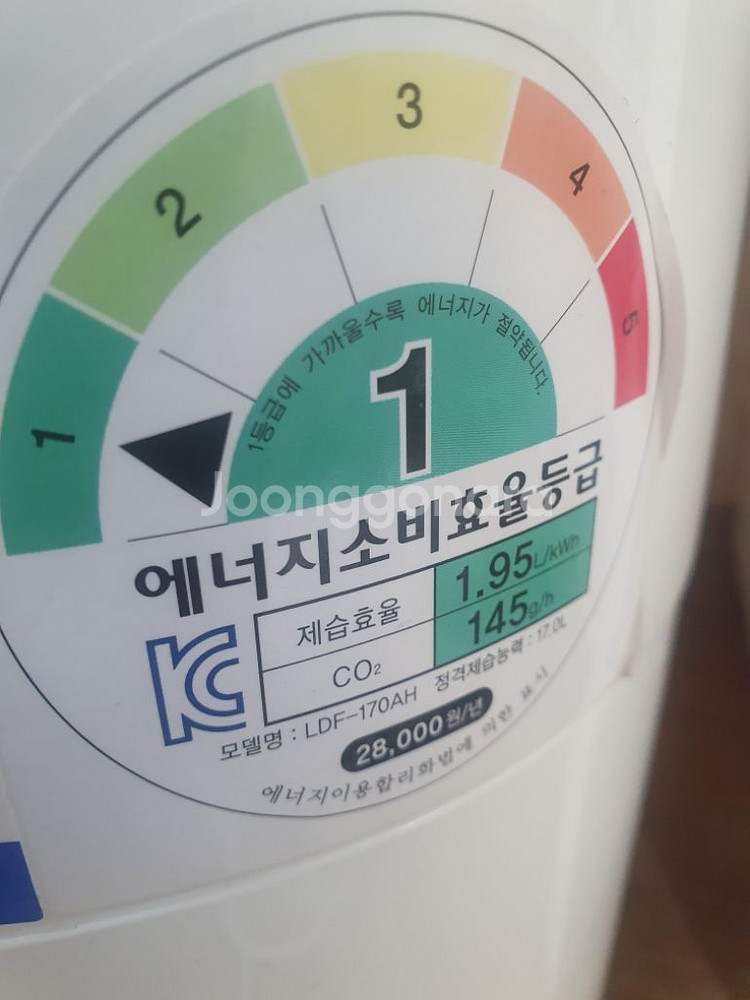 1
2
3
4
5
1등급에 가까울수록 에너지가 절약됩니다.
1
Joonggonara
에너지소비효율등급
제습효율 1.95L/kWh
CO₂ 145g/h
KC
모델명 : LDF-170AH 정격제습능력 : 17.0L
28,000원/년
에너지이용합리화법에 의한 표시